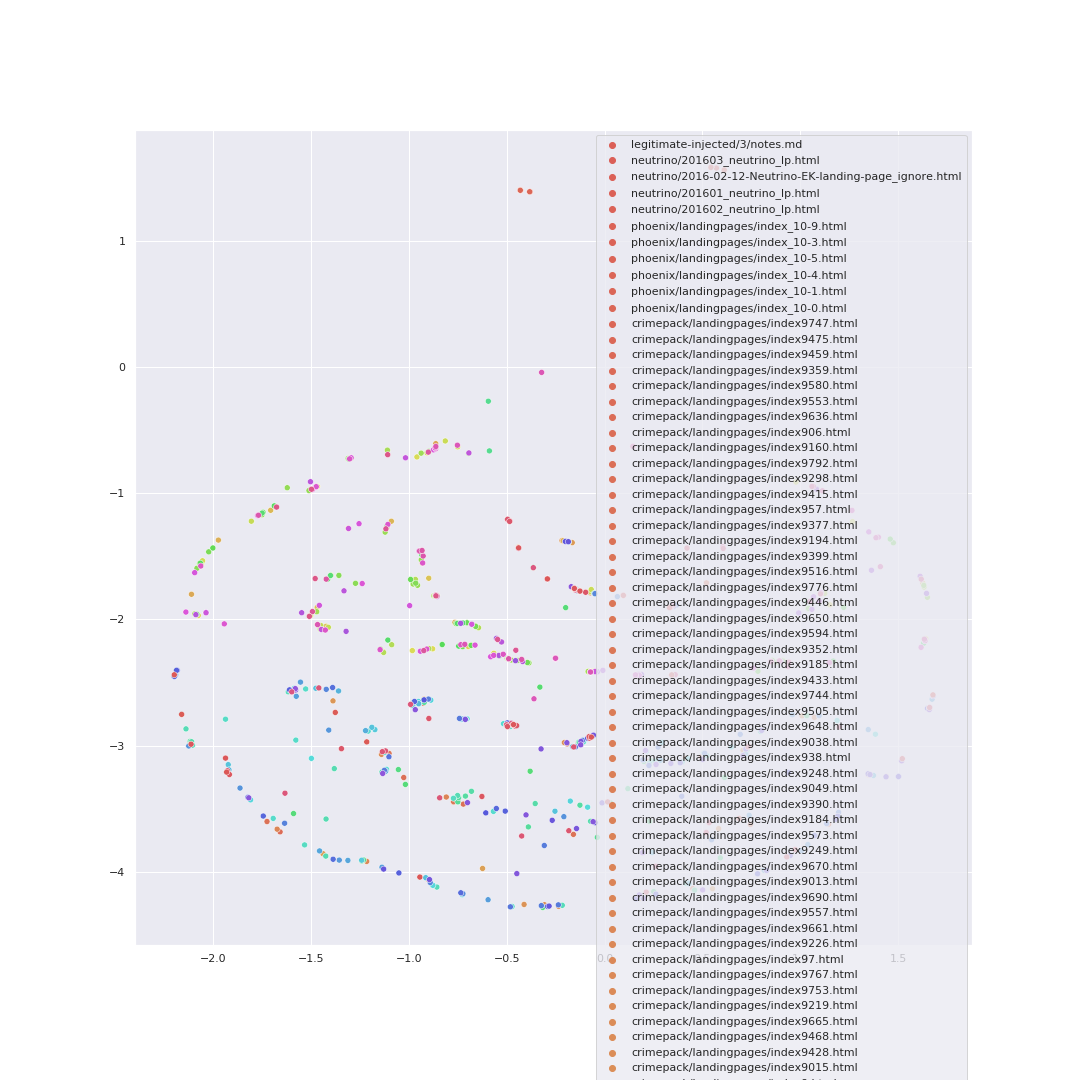 legitimate-injected/3/notes.md
neutrino/201603_neutrino_lp.html
neutrino/2016-02-12-Neutrino-EK-landing-page_ignore.html
neutrino/201601_neutrino_lp.html
neutrino/201602_neutrino_lp.html
phoenix/landingpages/index_10-9.html
phoenix/landingpages/index_10-3.html
phoenix/landingpages/index_10-5.html
phoenix/landingpages/index_10-4.html
phoenix/landingpages/index_10-1.html
phoenix/landingpages/index_10-0.html
crimepack/landingpages/index9747.html
crimepack/landingpages/index9475.html
crimepack/landingpages/index9459.html
crimepack/landingpages/index9359.html
crimepack/landingpages/index9580.html
crimepack/landingpages/index9553.html
crimepack/landingpages/index9636.html
crimepack/landingpages/index906.html
crimepack/landingpages/index9160.html
crimepack/landingpages/index9792.html
crimepack/landingpages/index9298.html
crimepack/landingpages/index9415.html
crimepack/landingpages/index957.html
crimepack/landingpages/index9377.html
crimepack/landingpages/index9194.html
crimepack/landingpages/index9399.html
crimepack/landingpages/index9516.html
crimepack/landingpages/index9776.html
crimepack/landingpages/index9446.html
crimepack/landingpages/index9650.html
crimepack/landingpages/index9594.html
crimepack/landingpages/index9352.html
crimepack/landingpages/index9185.html
crimepack/landingpages/index9433.html
crimepack/landingpages/index9744.html
crimepack/landingpages/index9505.html
crimepack/landingpages/index9648.html
crimepack/landingpages/index9038.html
crimepack/landingpages/index938.html
crimepack/landingpages/index9248.html
crimepack/landingpages/index9049.html
crimepack/landingpages/index9390.html
crimepack/landingpages/index9184.html
crimepack/landingpages/index9573.html
crimepack/landingpages/index9249.html
crimepack/landingpages/index9670.html
crimepack/landingpages/index9013.html
crimepack/landingpages/index9690.html
crimepack/landingpages/index9557.html
crimepack/landingpages/index9661.html
crimepack/landingpages/index9226.html
crimepack/landingpages/index97.html
crimepack/landingpages/index9767.html
crimepack/landingpages/index9753.html
crimepack/landingpages/index9219.html
crimepack/landingpages/index9665.html
crimepack/landingpages/index9468.html
crimepack/landingpages/index9428.html
crimepack/landingpages/index9015.html
1
0
−1
−2
−3
−4
−2.0 −1.5 −1.0 −0.5 0.0 1.5